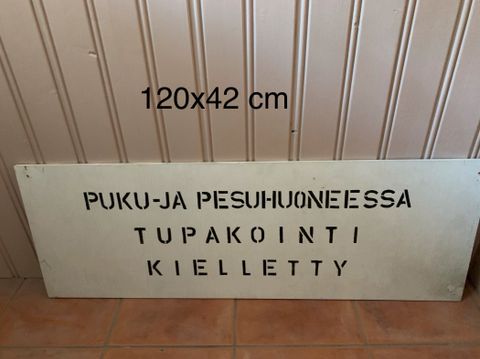 120x42 cm
PUKU-JA PESUHUONEESSA
TUPAKOINTI
KIELLETTY